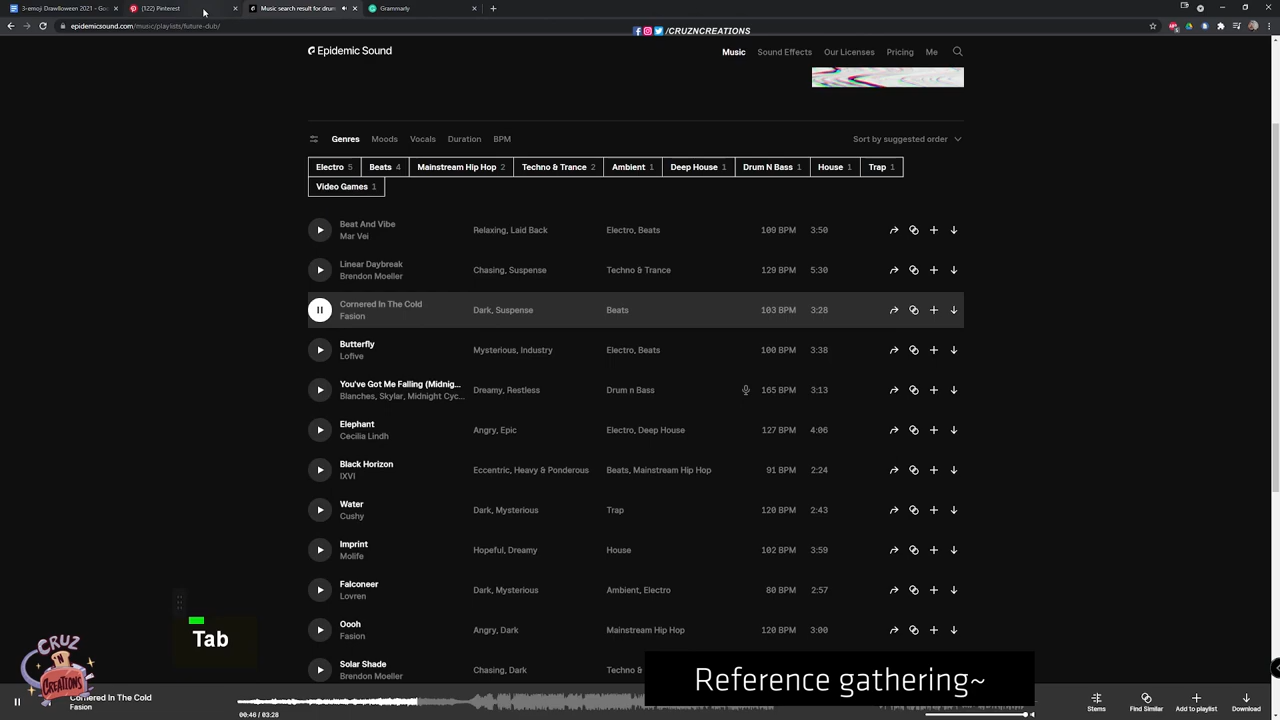 3-emoji Drawlloween 2021 - Goo
(122) Pinterest
Music search result for drum
Grammarly
epidemicsound.com/music/playlists/future-dub/
/CRUZNCREATIONS
Epidemic Sound
Music
Sound Effects
Our Licenses
Pricing
Me
Genres
Moods
Vocals
Duration
BPM
Sort by suggested order
Electro 5
Beats 4
Mainstream Hip Hop 2
Techno & Trance 2
Ambient 1
Deep House 1
Drum N Bass 1
House 1
Trap 1
Video Games 1
Beat And Vibe
Mar Vei
Relaxing, Laid Back
Electro, Beats
109 BPM
3:50
Linear Daybreak
Brendon Moeller
Chasing, Suspense
Techno & Trance
129 BPM
5:30
Cornered In The Cold
Fasion
Dark, Suspense
Beats
103 BPM
3:28
Butterfly
Lofive
Mysterious, Industry
Electro, Beats
100 BPM
3:38
You've Got Me Falling (Midnig...
Blanches, Skylar, Midnight Cyc...
Dreamy, Restless
Drum n Bass
165 BPM
3:13
Elephant
Cecilia Lindh
Angry, Epic
Electro, Deep House
127 BPM
4:06
Black Horizon
IXVI
Eccentric, Heavy & Ponderous
Beats, Mainstream Hip Hop
91 BPM
2:24
Water
Cushy
Dark, Mysterious
Trap
120 BPM
2:43
Imprint
Molife
Hopeful, Dreamy
House
102 BPM
3:59
Falconeer
Lovren
Dark, Mysterious
Ambient, Electro
80 BPM
2:57
Oooh
Fasion
Angry, Dark
Mainstream Hip Hop
120 BPM
3:00
Solar Shade
Brendon Moeller
Chasing, Dark
Techno &
Tab
Reference gathering~
CRUZ
'N
CREATIONS
Cornered In The Cold
Fasion
00:46 / 03:28
Stems
Find Similar
Add to playlist
Download